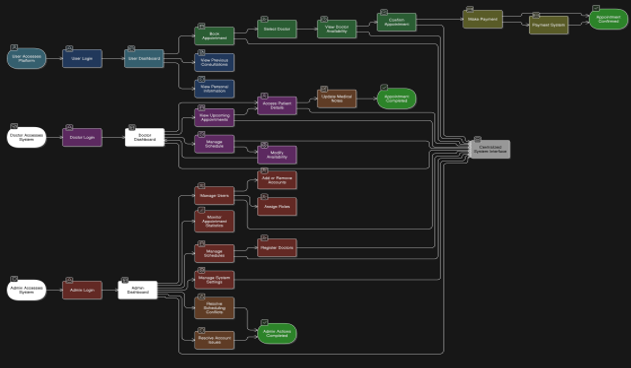 Book
Appointment
Select Doctor
View Doctor
Availability
Confirm
Appointment
Make Payment
Payment System
Appointment
Confirmed
User Accesses
Platform
User Login
User Dashboard
View Previous
Consultations
View Personal
Information
Doctor Accesses
System
Doctor Login
Doctor
Dashboard
View Upcoming
Appointments
Access Patient
Details
Update Medical
Notes
Appointment
Completed
Manage
Schedule
Modify
Availability
Centralized
System Interface
Admin Accesses
System
Admin Login
Admin
Dashboard
Manage Users
Add or Remove
Accounts
Assign Roles
Monitor
Appointment
Statistics
Manage
Schedules
Register Doctors
Manage System
Settings
Resolve
Scheduling
Conflicts
Resolve Account
Issues
Admin Actions
Completed